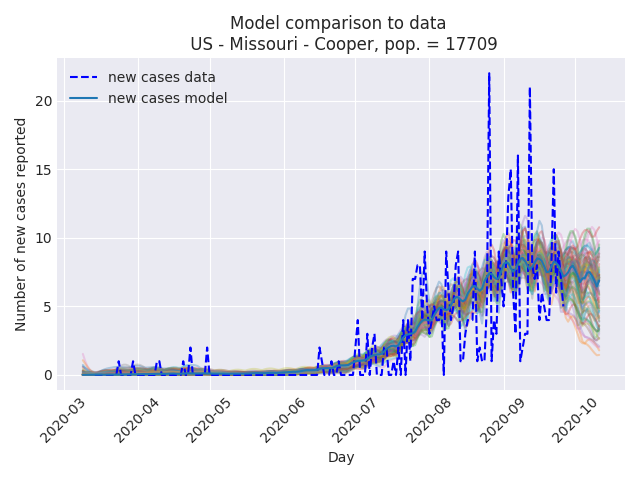 Model comparison to data
US - Missouri - Cooper, pop. = 17709
new cases data
new cases model
Number of new cases reported
20
15
10
5
0
2020-03
2020-04
2020-05
2020-06
2020-07
2020-08
2020-09
2020-10
Day